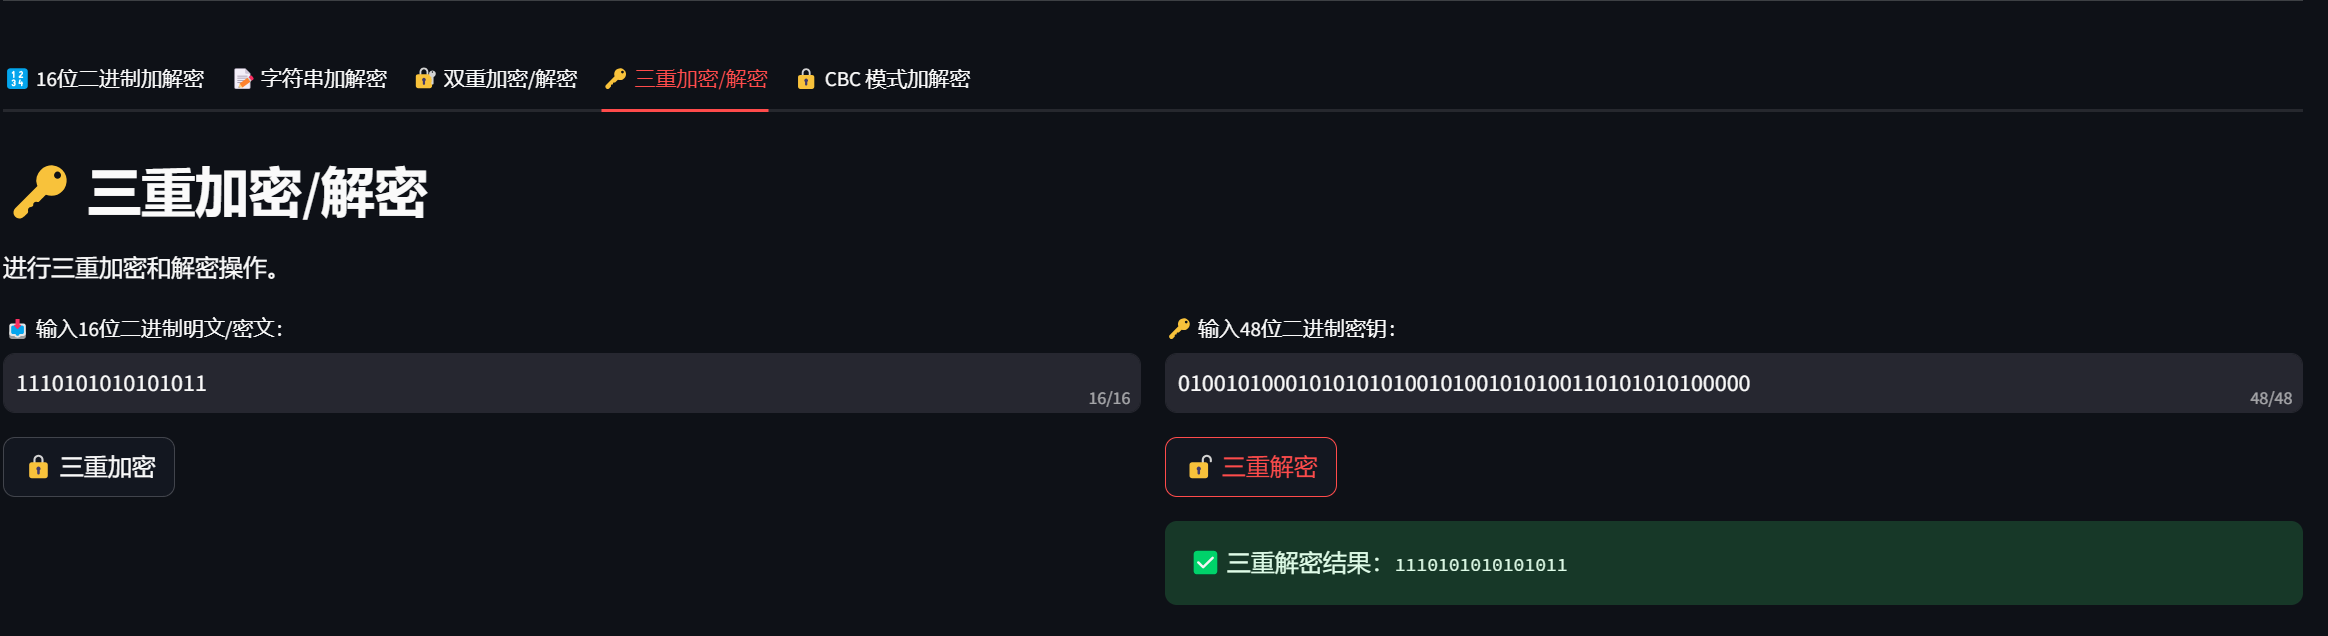 16位二进制加解密 字符串加解密 双重加密/解密 三重加密/解密 CBC 模式加解密
三重加密/解密
进行三重加密和解密操作。
输入16位二进制明文/密文：
1110101010101011
16/16
输入48位二进制密钥：
010010100010101010100101001010100110101010100000
48/48
三重加密
三重解密
三重解密结果：1110101010101011